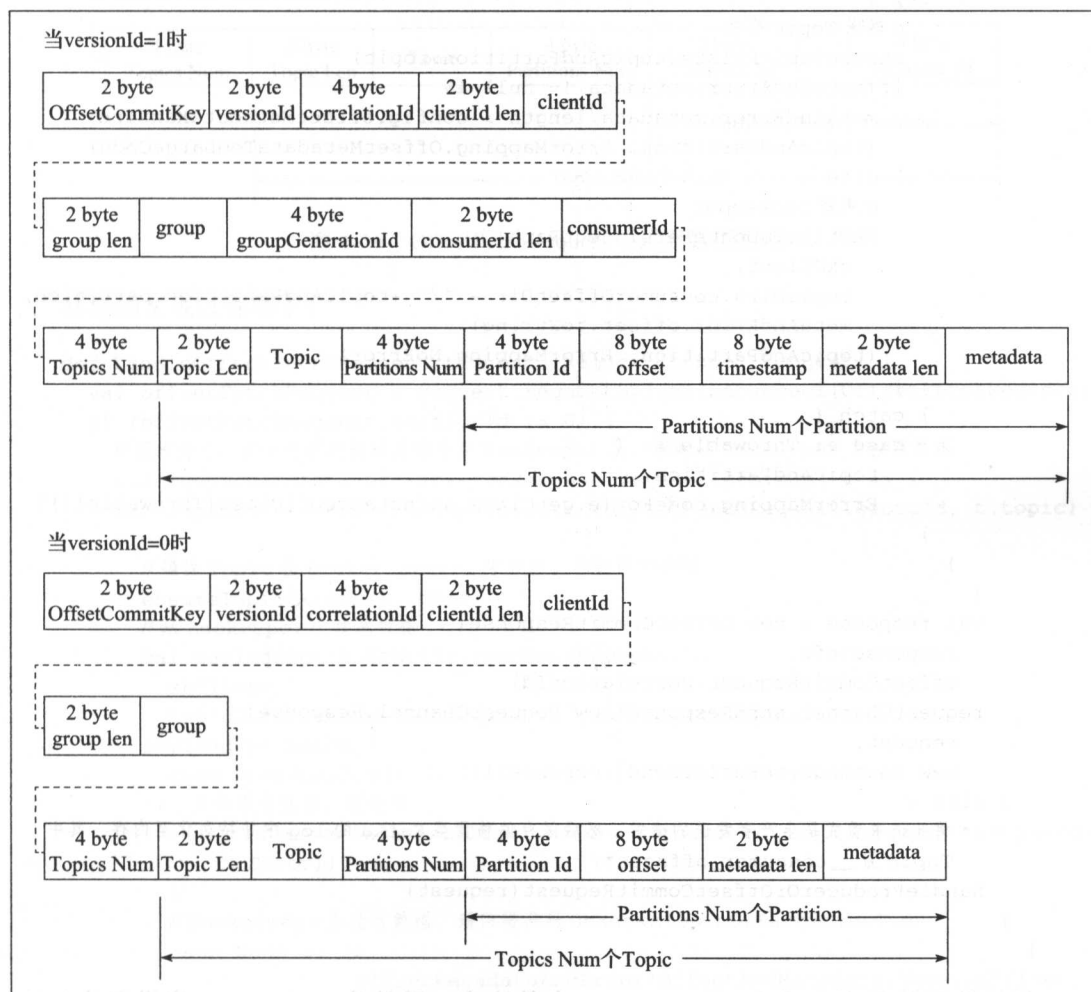 当versionId=1时
2 byte 2 byte 4 byte 2 byte clientId
OffsetCommitKey versionId correlationId clientId len
2 byte group 4 byte 2 byte consumerId
group len groupGenerationId consumerId len
4 byte 2 byte Topic 4 byte 4 byte 8 byte 8 byte 2 byte metadata
Topics Num Topic Len Partitions Num Partition Id offset timestamp metadata len
Partitions Num个Partition
Topics Num个Topic
当versionId=0时
2 byte 2 byte 4 byte 2 byte clientId
OffsetCommitKey versionId correlationId clientId len
2 byte group
group len
4 byte 2 byte Topic 4 byte 4 byte 8 byte 2 byte metadata
Topics Num Topic Len Partitions Num Partition Id offset metadata len
Partitions Num个Partition
Topics Num个Topic